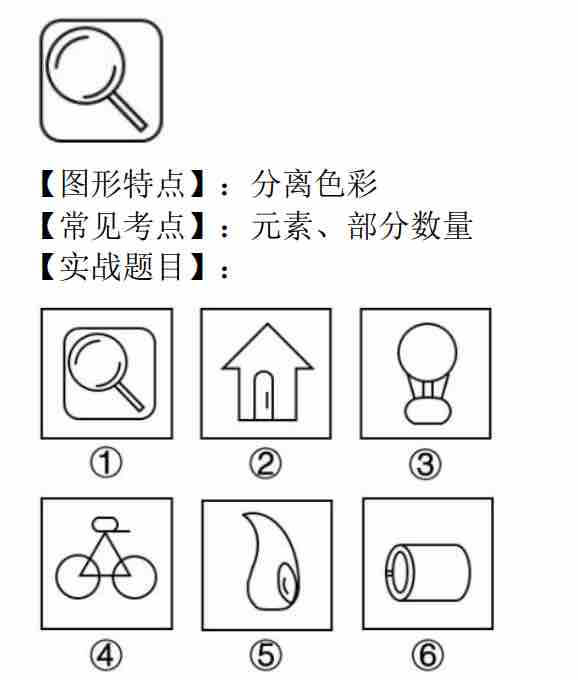 【图形特点】：分离色彩
【常见考点】：元素、部分数量
【实战题目】：
① ② ③
④ ⑤ ⑥